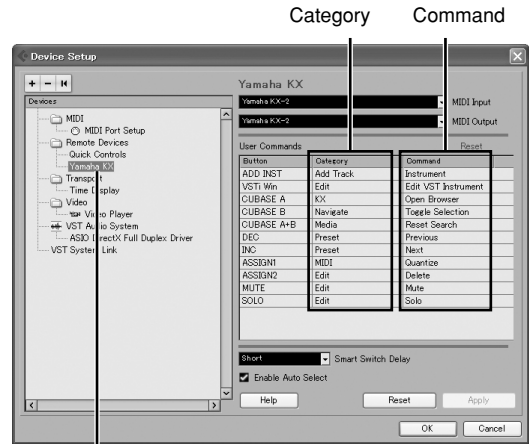 Category Command
Device Setup
+ -
Yamaha KX
Devices
Yamaha KX-2 MIDI Input
Yamaha KX-2 MIDI Output
MIDI
MIDI Port Setup
Remote Devices
Quick Controls
Yamaha KX
Transport
Time Display
Video
Video Player
VST Audio System
ASIO DirectX Full Duplex Driver
VST System Link
User Commands Reset
Button Category Command
ADD INST Add Track Instrument
VSTi Win Edit Edit VST Instrument
CUBASE A KX Open Browser
CUBASE B Navigate Toggle Selection
CUBASE A+B Media Reset Search
DEC Preset Previous
INC Preset Next
ASSIGN1 MIDI Quantize
ASSIGN2 Edit Delete
MUTE Edit Mute
SOLO Edit Solo
Short Smart Switch Delay
Enable Auto Select
Help Reset Apply
OK Cancel